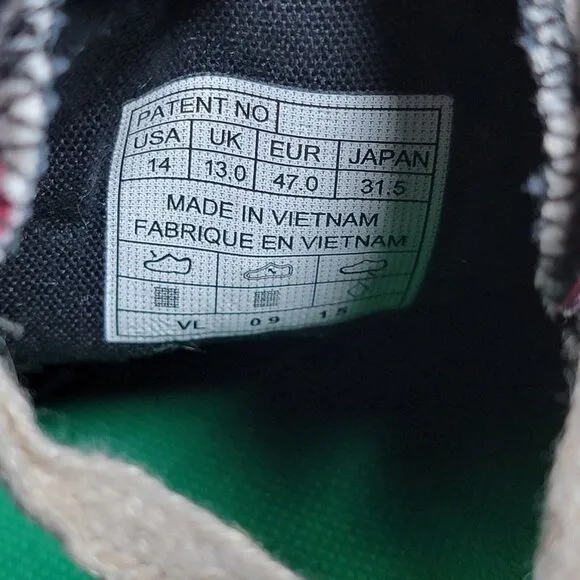 PATENT NO
USA UK EUR JAPAN
14 13.0 47.0 31.5
MADE IN VIETNAM
FABRIQUE EN VIETNAM
VL 09 15